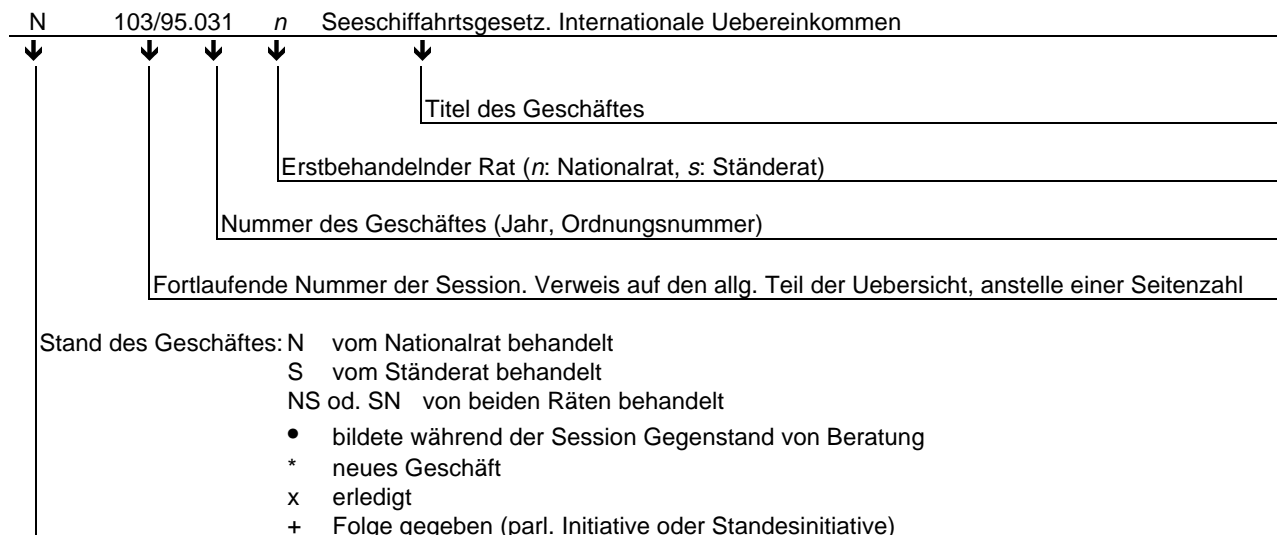 N 103/95.031 n Seeschiffahrtsgesetz. Internationale Uebereinkommen
Titel des Geschäftes
Erstbehandelnder Rat (n: Nationalrat, s: Ständerat)
Nummer des Geschäftes (Jahr, Ordnungsnummer)
Fortlaufende Nummer der Session. Verweis auf den allg. Teil der Uebersicht, anstelle einer Seitenzahl
Stand des Geschäftes: N vom Nationalrat behandelt
S vom Ständerat behandelt
NS od. SN von beiden Räten behandelt
• bildete während der Session Gegenstand von Beratung
* neues Geschäft
x erledigt
+ Folge gegeben (parl. Initiative oder Standesinitiative)